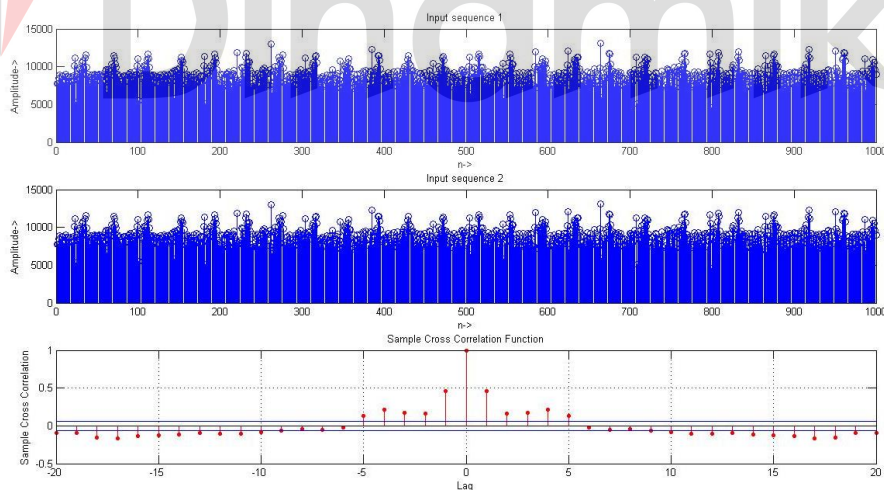 Dinamik
Input sequence 1
Amplitude->
15000
10000
5000
0
0 100 200 300 400 500 600 700 800 900 1000
n->
Input sequence 2
Amplitude->
15000
10000
5000
0
0 100 200 300 400 500 600 700 800 900 1000
n->
Sample Cross Correlation Function
Sample Cross Correlation
1
0.5
0
-0.5
-20 -15 -10 -5 0 5 10 15 20
Lag